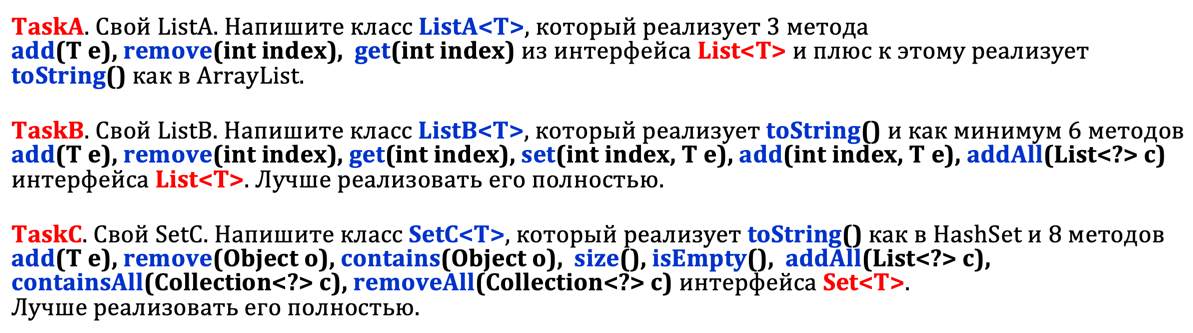 TaskA. Свой ListA. Напишите класс ListA<T>, который реализует 3 метода
add(T e), remove(int index), get(int index) из интерфейса List<T> и плюс к этому реализует
toString() как в ArrayList.
TaskB. Свой ListB. Напишите класс ListB<T>, который реализует toString() и как минимум 6 методов
add(T e), remove(int index), get(int index), set(int index, T e), add(int index, T e), addAll(List<?> c)
интерфейса List<T>. Лучше реализовать его полностью.
TaskC. Свой SetC. Напишите класс SetC<T>, который реализует toString() как в HashSet и 8 методов
add(T e), remove(Object o), contains(Object o), size(), isEmpty(), addAll(List<?> c),
containsAll(Collection<?> c), removeAll(Collection<?> c) интерфейса Set<T>.
Лучше реализовать его полностью.